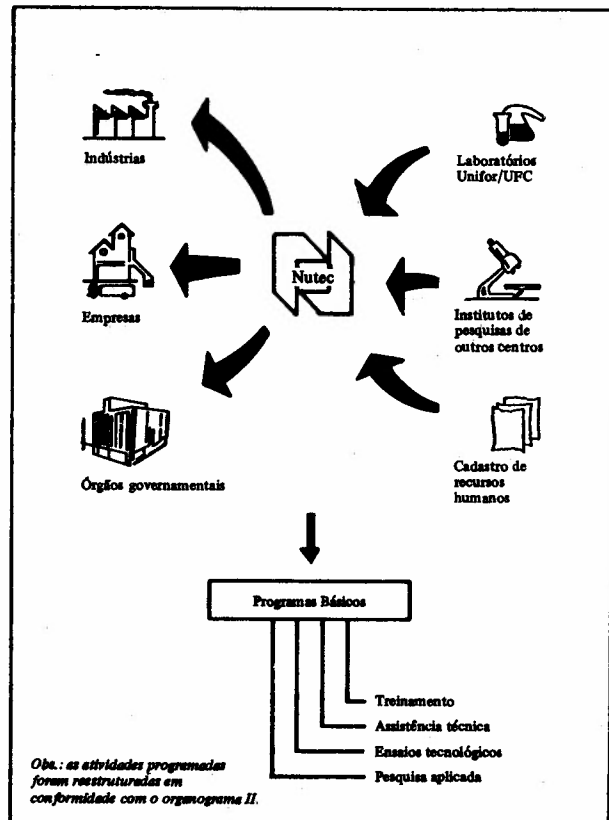 Indústrias
Laboratórios
Unifor/UFC
Nutec
Empresas
Institutos de
pesquisas de
outros centros
Órgãos governamentais
Cadastro de
recursos
humanos
Programas Básicos
Treinamento
Assistência técnica
Ensaios tecnológicos
Pesquisa aplicada
Obs.: as atividades programadas
foram reestruturadas em
conformidade com o organograma II.